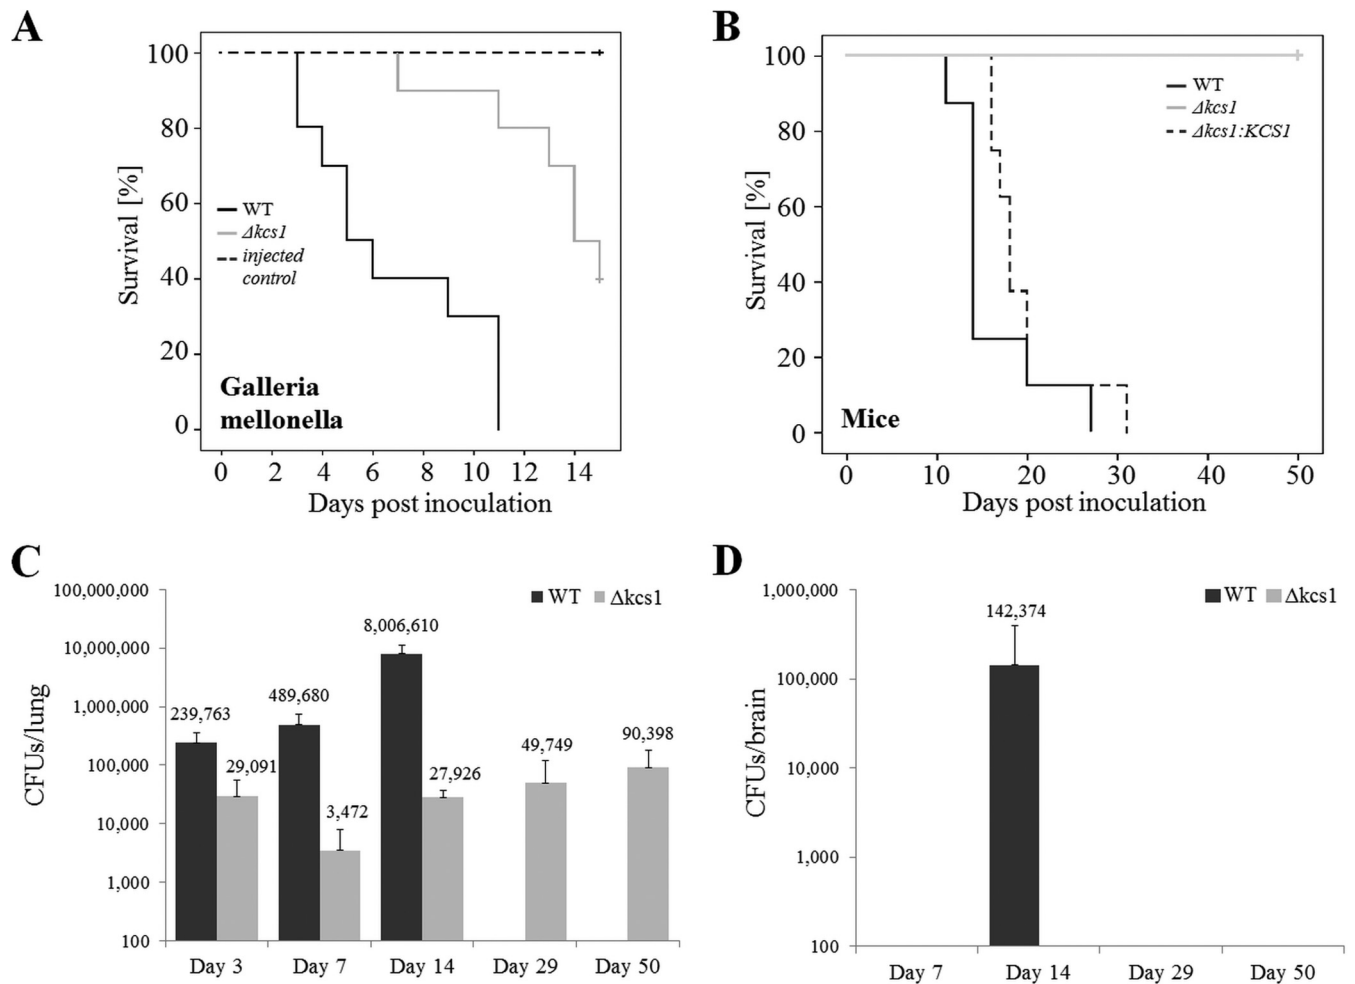 A
100
80
60
40
20
0
Survival [%]
WT
Δkcs1
injected
control
Galleria
mellonella
0 2 4 6 8 10 12 14
Days post inoculation
B
100
80
60
40
20
0
Survival [%]
WT
Δkcs1
Δkcs1:KCS1
Mice
0 10 20 30 40 50
Days post inoculation
C
100,000,000
10,000,000
1,000,000
100,000
10,000
1,000
100
CFUs/lung
WT Δkcs1
239,763
29,091
489,680
3,472
8,006,610
27,926
49,749
90,398
Day 3 Day 7 Day 14 Day 29 Day 50
D
1,000,000
100,000
10,000
1,000
100
CFUs/brain
WT Δkcs1
142,374
Day 7 Day 14 Day 29 Day 50